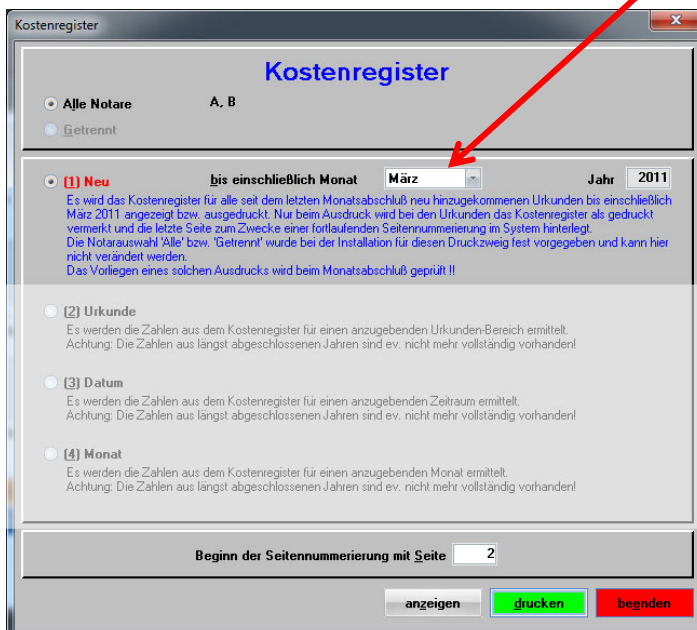 Kostenregister
Kostenregister
Alle Notare A, B
Getrennt
(1) Neu bis einschließlich Monat März Jahr 2011
Es wird das Kostenregister für alle seit dem letzten Monatsabschluß neu hinzugekommenen Urkunden bis einschließlich
März 2011 angezeigt bzw. ausgedruckt. Nur beim Ausdruck wird bei den Urkunden das Kostenregister als gedruckt
vermerkt und die letzte Seite zum Zwecke einer fortlaufenden Seitennummerierung im System hinterlegt.
Die Notarauswahl 'Alle' bzw. 'Getrennt' wurde bei der Installation für diesen Druckzweig fest vorgegeben und kann hier
nicht verändert werden.
Das Vorliegen eines solchen Ausdrucks wird beim Monatsabschluß geprüft !!
(2) Urkunde
Es werden die Zahlen aus dem Kostenregister für einen anzugebenden Urkunden-Bereich ermittelt.
Achtung: Die Zahlen aus längst abgeschlossenen Jahren sind ev. nicht mehr vollständig vorhanden!
(3) Datum
Es werden die Zahlen aus dem Kostenregister für einen anzugebenden Zeitraum ermittelt.
Achtung: Die Zahlen aus längst abgeschlossenen Jahren sind ev. nicht mehr vollständig vorhanden!
(4) Monat
Es werden die Zahlen aus dem Kostenregister für einen anzugebenden Monat ermittelt.
Achtung: Die Zahlen aus längst abgeschlossenen Jahren sind ev. nicht mehr vollständig vorhanden!
Beginn der Seitennummerierung mit Seite 2
anzeigen drucken beenden